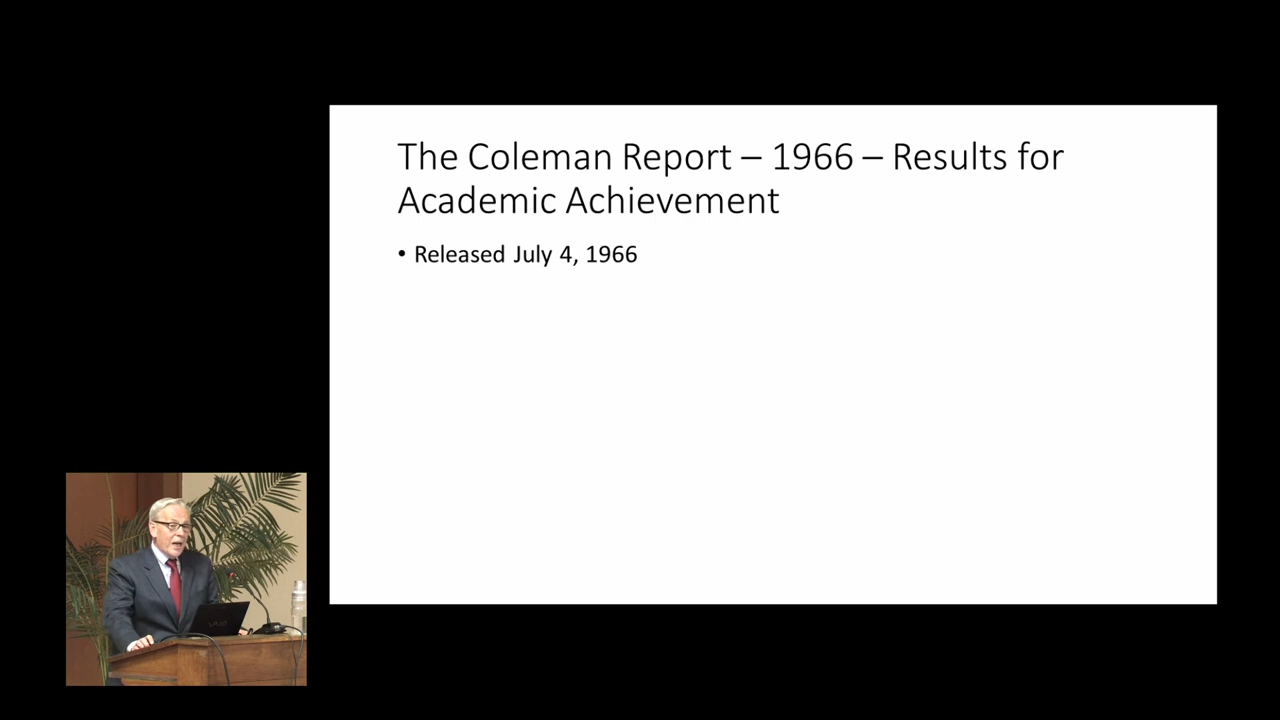 The Coleman Report – 1966 – Results for
Academic Achievement
• Released July 4, 1966